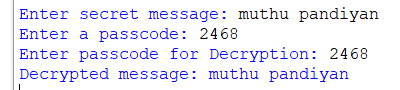 Enter secret message: muthu pandiyan
Enter a passcode: 2468
Enter passcode for Decryption: 2468
Decrypted message: muthu pandiyan